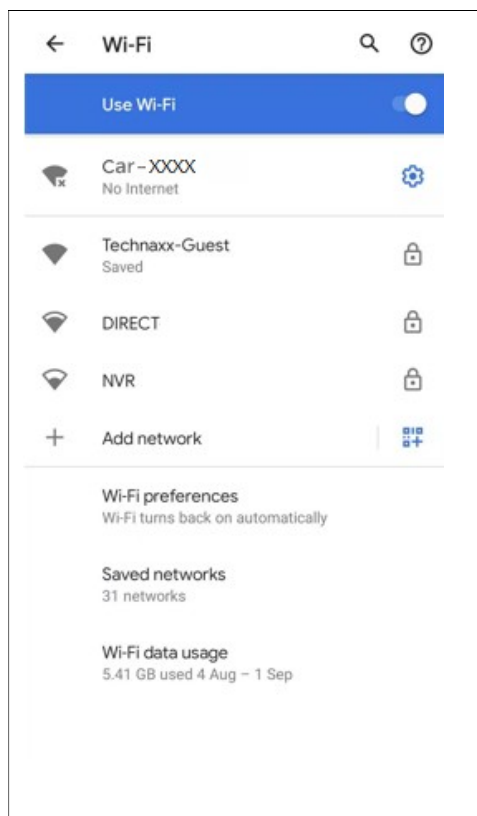 Wi-Fi
Use Wi-Fi
Car-XXXX
No Internet
Technaxx-Guest
Saved
DIRECT
NVR
Add network
Wi-Fi preferences
Wi-Fi turns back on automatically
Saved networks
31 networks
Wi-Fi data usage
5.41 GB used 4 Aug – 1 Sep